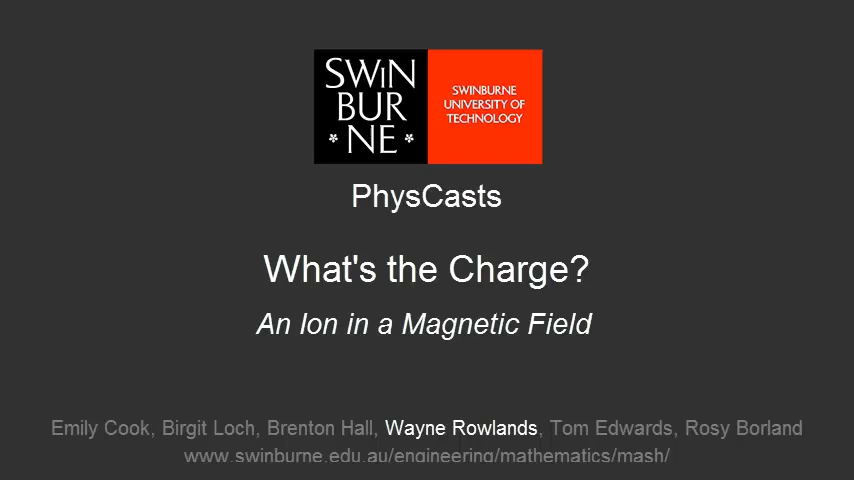 SWIN
BUR
* NE *
SWINBURNE
UNIVERSITY OF
TECHNOLOGY
PhysCasts
What's the Charge?
An Ion in a Magnetic Field
Emily Cook, Birgit Loch, Brenton Hall, Wayne Rowlands, Tom Edwards, Rosy Borland
www.swinburne.edu.au/engineering/mathematics/mash/